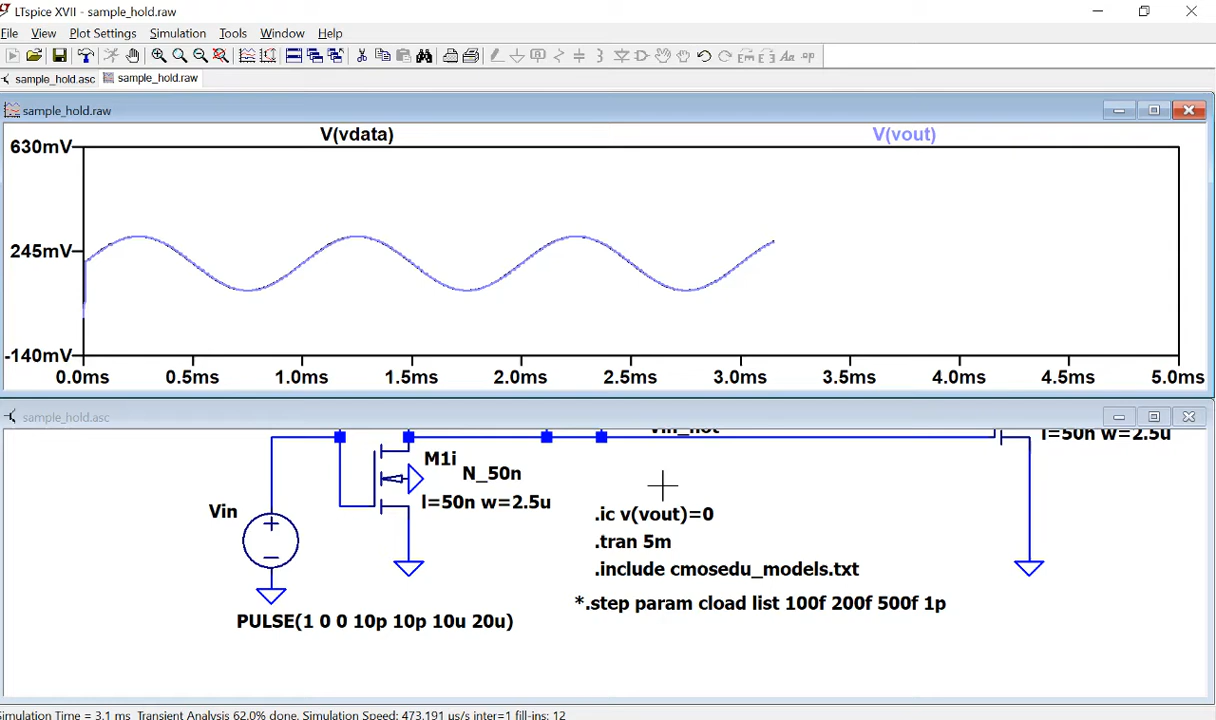 LTspice XVII - sample_hold.raw
File View Plot Settings Simulation Tools Window Help
sample_hold.asc sample_hold.raw
sample_hold.raw
V(vdata) V(vout)
630mV
245mV
-140mV
0.0ms 0.5ms 1.0ms 1.5ms 2.0ms 2.5ms 3.0ms 3.5ms 4.0ms 4.5ms 5.0ms
sample_hold.asc
Vin_not
l=50n w=2.5u
M1i
N_50n
l=50n w=2.5u
Vin
.ic v(vout)=0
.tran 5m
.include cmosedu_models.txt
*.step param cload list 100f 200f 500f 1p
PULSE(1 0 0 10p 10p 10u 20u)
Simulation Time = 3.1 ms Transient Analysis 62.0% done. Simulation Speed: 473.191 µs/s inter=1 fill-ins: 12